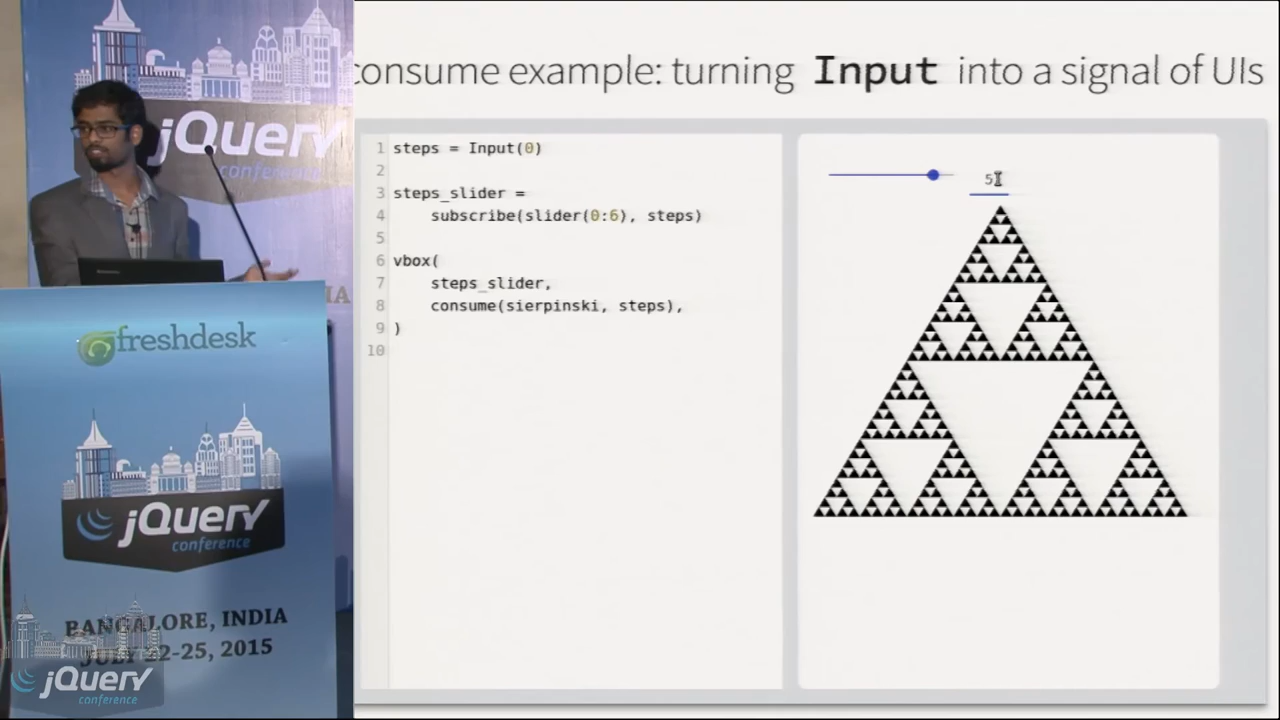 jQuery
conference
freshdesk
jQuery
conference
BANGALORE, INDIA
JULY 22-25, 2015
jQuery
conference
consume example: turning Input into a signal of UIs
1 steps = Input(0)
2
3 steps_slider =
4 subscribe(slider(0:6), steps)
5
6 vbox(
7 steps_slider,
8 consume(sierpinski, steps),
9 )
10
5